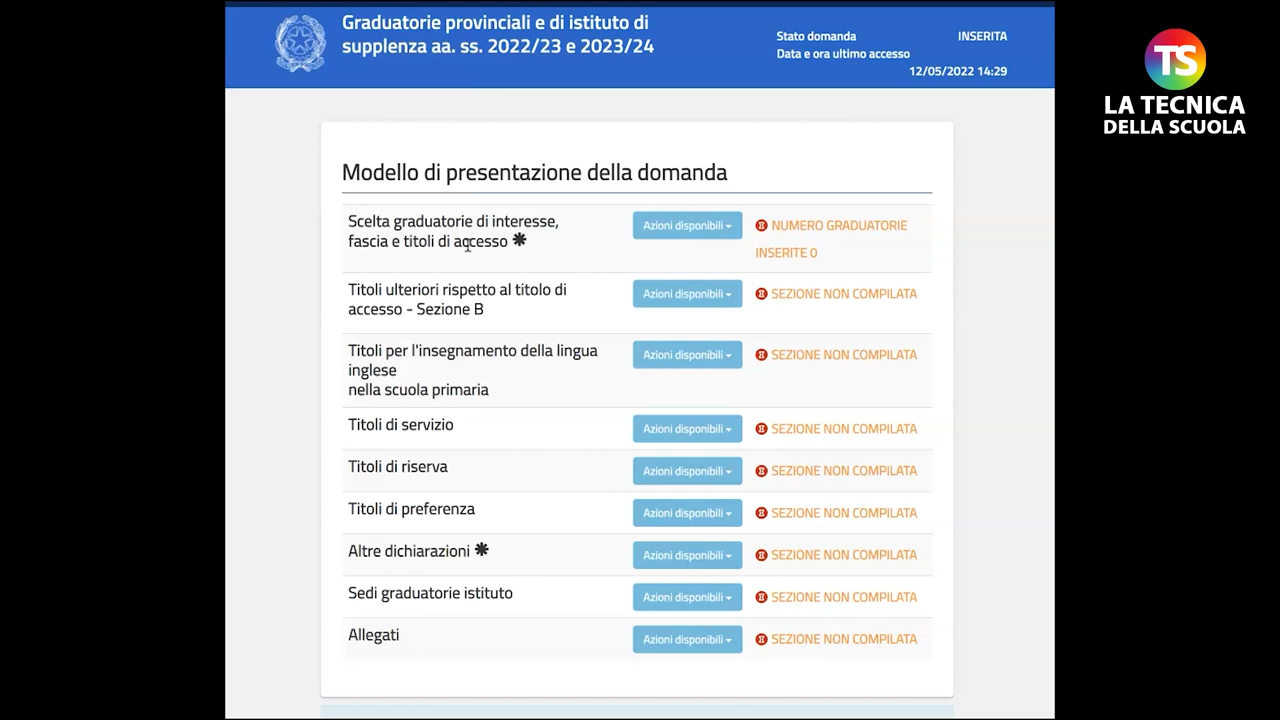 Graduatorie provinciali e di istituto di
supplenza aa. ss. 2022/23 e 2023/24
Stato domanda INSERITA
Data e ora ultimo accesso
12/05/2022 14:29
TS
LA TECNICA
DELLA SCUOLA
Modello di presentazione della domanda
Scelta graduatorie di interesse,
fascia e titoli di accesso ✱
Azioni disponibili
NUMERO GRADUATORIE
INSERITE 0
Titoli ulteriori rispetto al titolo di
accesso - Sezione B
Azioni disponibili
SEZIONE NON COMPILATA
Titoli per l'insegnamento della lingua
inglese
nella scuola primaria
Azioni disponibili
SEZIONE NON COMPILATA
Titoli di servizio
Azioni disponibili
SEZIONE NON COMPILATA
Titoli di riserva
Azioni disponibili
SEZIONE NON COMPILATA
Titoli di preferenza
Azioni disponibili
SEZIONE NON COMPILATA
Altre dichiarazioni ✱
Azioni disponibili
SEZIONE NON COMPILATA
Sedi graduatorie istituto
Azioni disponibili
SEZIONE NON COMPILATA
Allegati
Azioni disponibili
SEZIONE NON COMPILATA